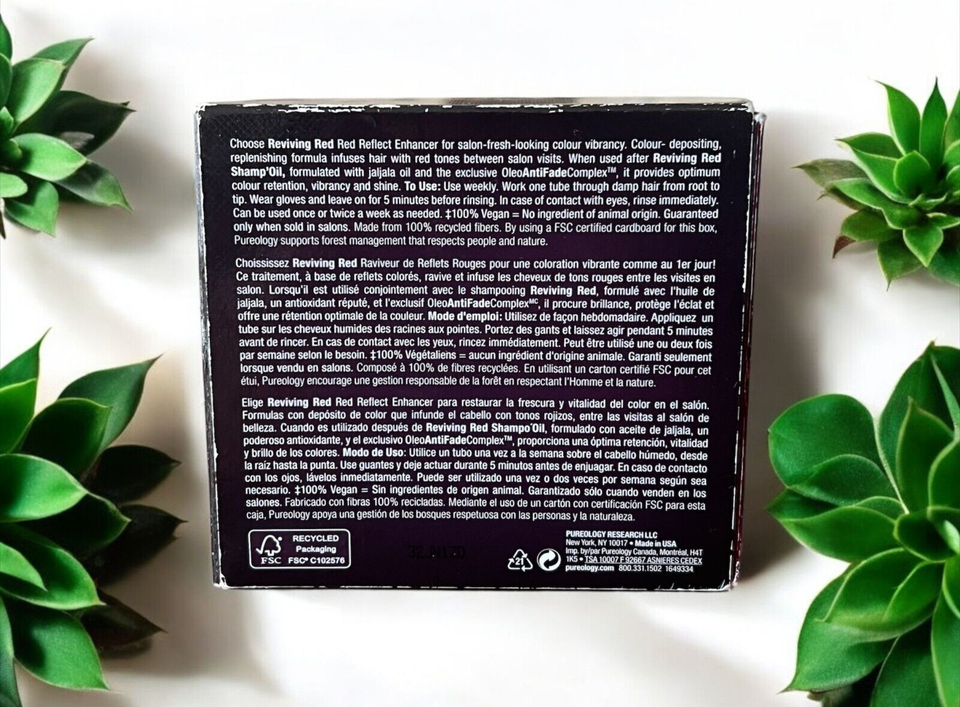 Choose Reviving Red Red Reflect Enhancer for salon-fresh-looking colour vibrancy. Colour- depositing,
replenishing formula infuses hair with red tones between salon visits. When used after Reviving Red
Shamp'Oil, formulated with jaljala oil and the exclusive OleoAntiFadeComplex™, it provides optimum
colour retention, vibrancy and shine. To Use: Use weekly. Work one tube through damp hair from root to
tip. Wear gloves and leave on for 5 minutes before rinsing. In case of contact with eyes, rinse immediately.
Can be used once or twice a week as needed. ‡100% Vegan = No ingredient of animal origin. Guaranteed
only when sold in salons. Made from 100% recycled fibers. By using a FSC certified cardboard for this box,
Pureology supports forest management that respects people and nature.
Choississez Reviving Red Raviveur de Reflets Rouges pour une coloration vibrante comme au 1er jour!
Ce traitement, à base de reflets colorés, ravive et infuse les cheveux de tons rouges entre les visites en
salon. Lorsqu'il est utilisé conjointement avec le shampooing Reviving Red, formulé avec l'huile de
jaljala, un antioxidant réputé, et l'exclusif OleoAntiFadeComplexᴹᶜ, il procure brillance, protège l'éclat et
offre une rétention optimale de la couleur. Mode d'emploi: Utilisez de façon hebdomadaire. Appliquez un
tube sur les cheveux humides des racines aux pointes. Portez des gants et laissez agir pendant 5 minutes
avant de rincer. En cas de contact avec les yeux, rincez immédiatement. Peut être utilisé une ou deux fois
par semaine selon le besoin. ‡100% Végétaliens = aucun ingrédient d'origine animale. Garanti seulement
lorsque vendu en salons. Composé à 100% de fibres recyclées. En utilisant un carton certifié FSC pour cet
étui, Pureology encourage une gestion responsable de la forêt en respectant l'Homme et la nature.
Elige Reviving Red Red Reflect Enhancer para restaurar la frescura y vitalidad del color en el salón.
Formulas con depósito de color que infunde el cabello con tonos rojizos, entre las visitas al salón de
belleza. Cuando es utilizado después de Reviving Red Shampo'Oil, formulado con aceite de jaljala, un
poderoso antioxidante, y el exclusivo OleoAntiFadeComplex™, proporciona una óptima retención, vitalidad
y brillo de los colores. Modo de Uso: Utilice un tubo una vez a la semana sobre el cabello húmedo, desde
la raíz hasta la punta. Use guantes y deje actuar durante 5 minutos antes de enjuagar. En caso de contacto
con los ojos, lávelos inmediatamente. Puede ser utilizado una vez o dos veces por semana según sea
necesario. ‡100% Vegan = Sin ingredientes de origen animal. Garantizado sólo cuando venden en los
salones. Fabricado con fibras 100% recicladas. Mediante el uso de un cartón con certificación FSC para esta
caja, Pureology apoya una gestión de los bosques respetuosa con las personas y la naturaleza.
FSC
RECYCLED
Packaging
FSC® C102576
21
PUREOLOGY RESEARCH LLC
New York, NY 10017 • Made in USA
Imp. by/par Pureology Canada, Montréal, H4T
1K5 • TSA 10007 F 92667 ASNIERES CEDEX
pureology.com 800.331.1502 1649334